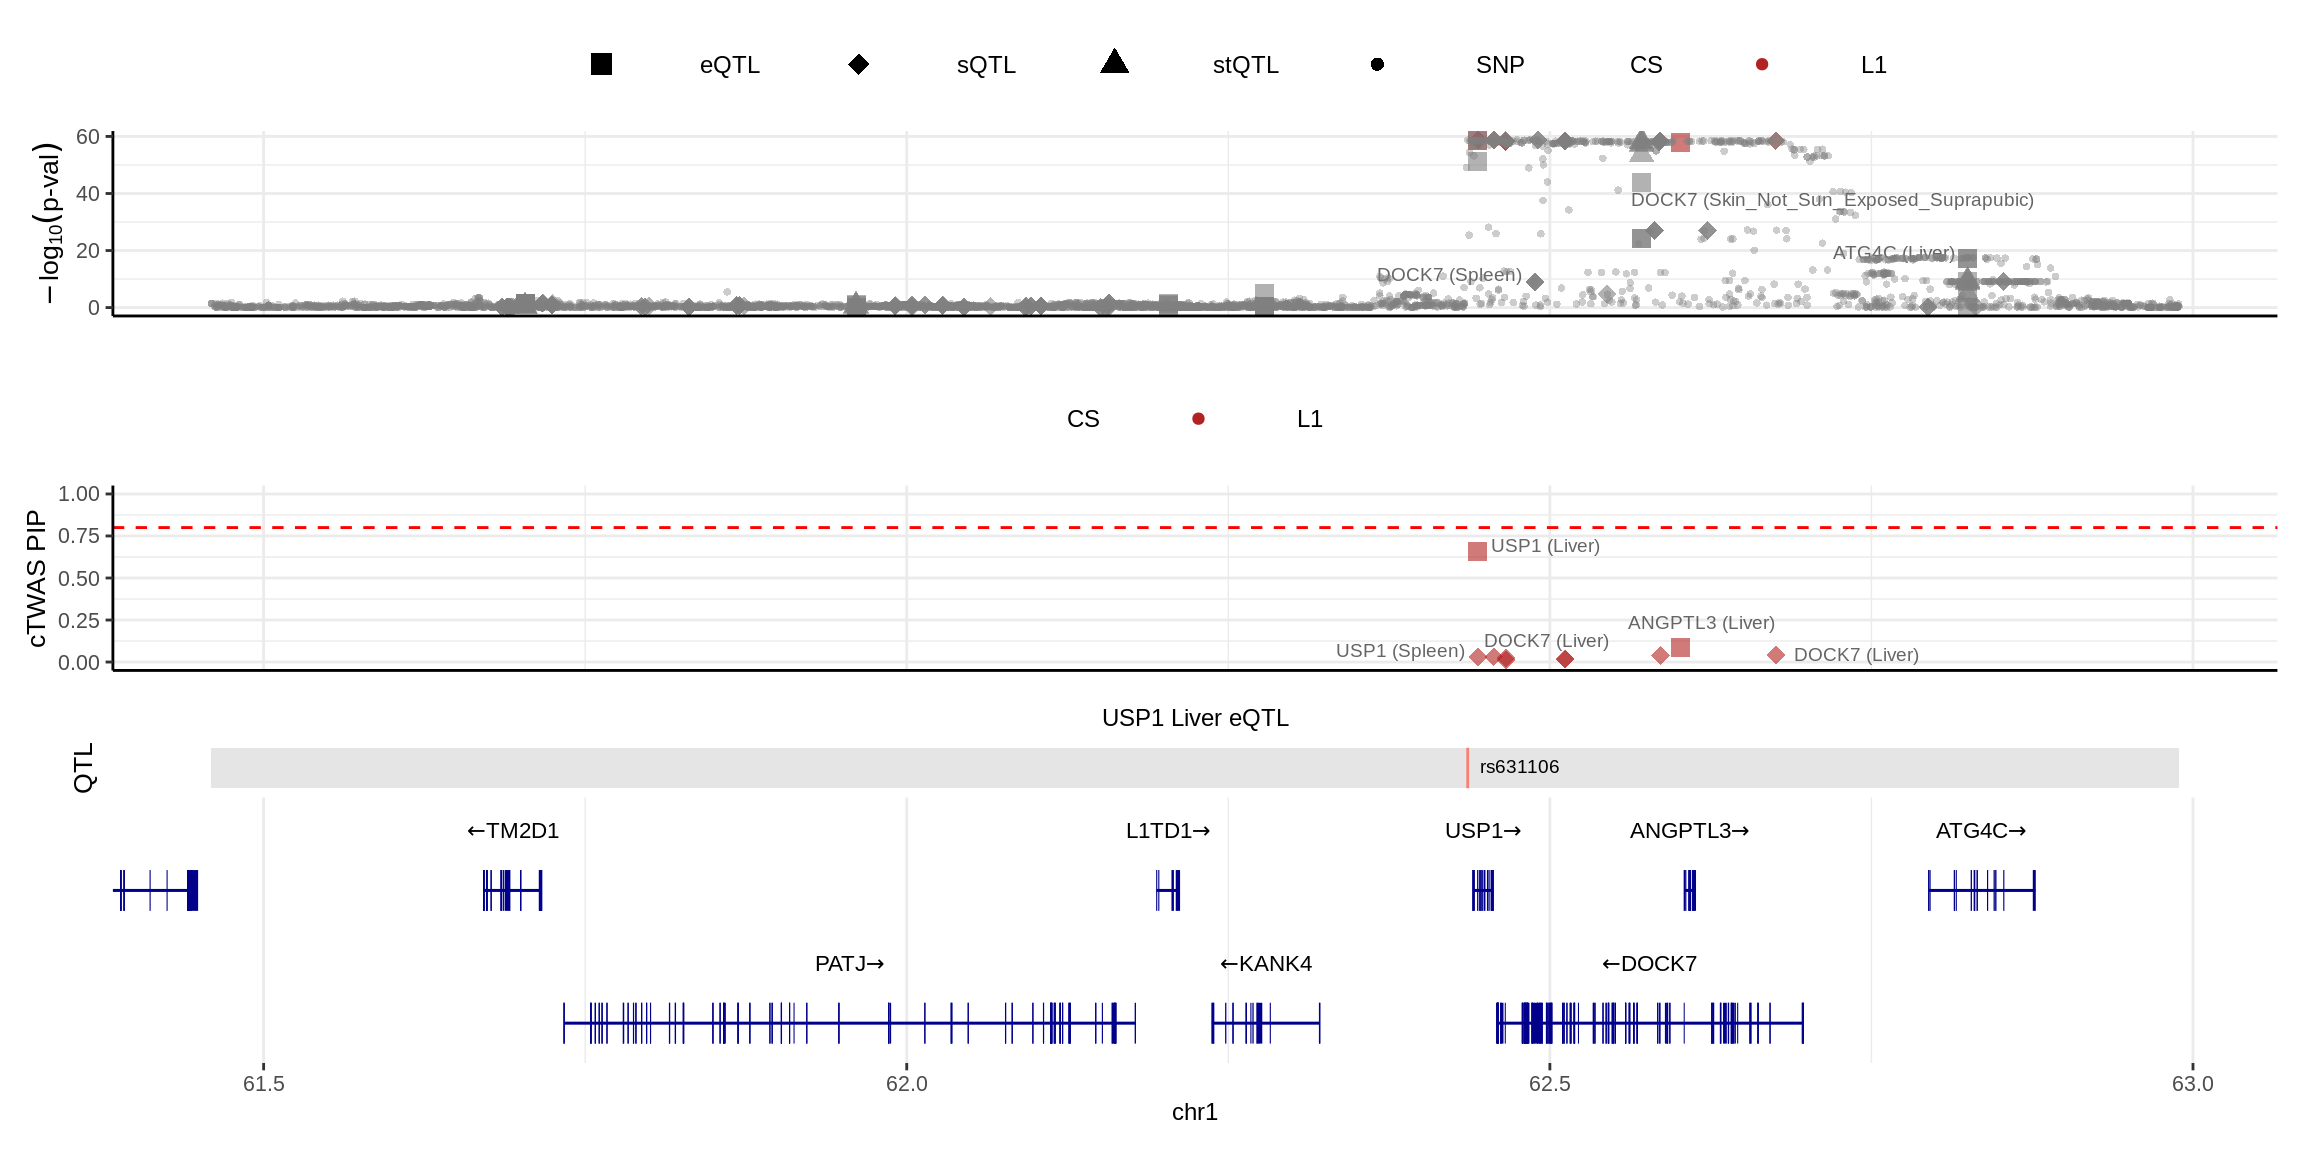 eQTL sQTL stQTL SNP CS L1
−log10(p-val)
60
40
20
0
DOCK7 (Skin_Not_Sun_Exposed_Suprapubic)
ATG4C (Liver)
DOCK7 (Spleen)
CS L1
cTWAS PIP
1.00
0.75
0.50
0.25
0.00
USP1 (Liver)
ANGPTL3 (Liver)
USP1 (Spleen) DOCK7 (Liver)
DOCK7 (Liver)
USP1 Liver eQTL
QTL
rs631106
←TM2D1 L1TD1→ USP1→ ANGPTL3→ ATG4C→
PATJ→ ←KANK4 ←DOCK7
61.5 62.0 62.5 63.0
chr1